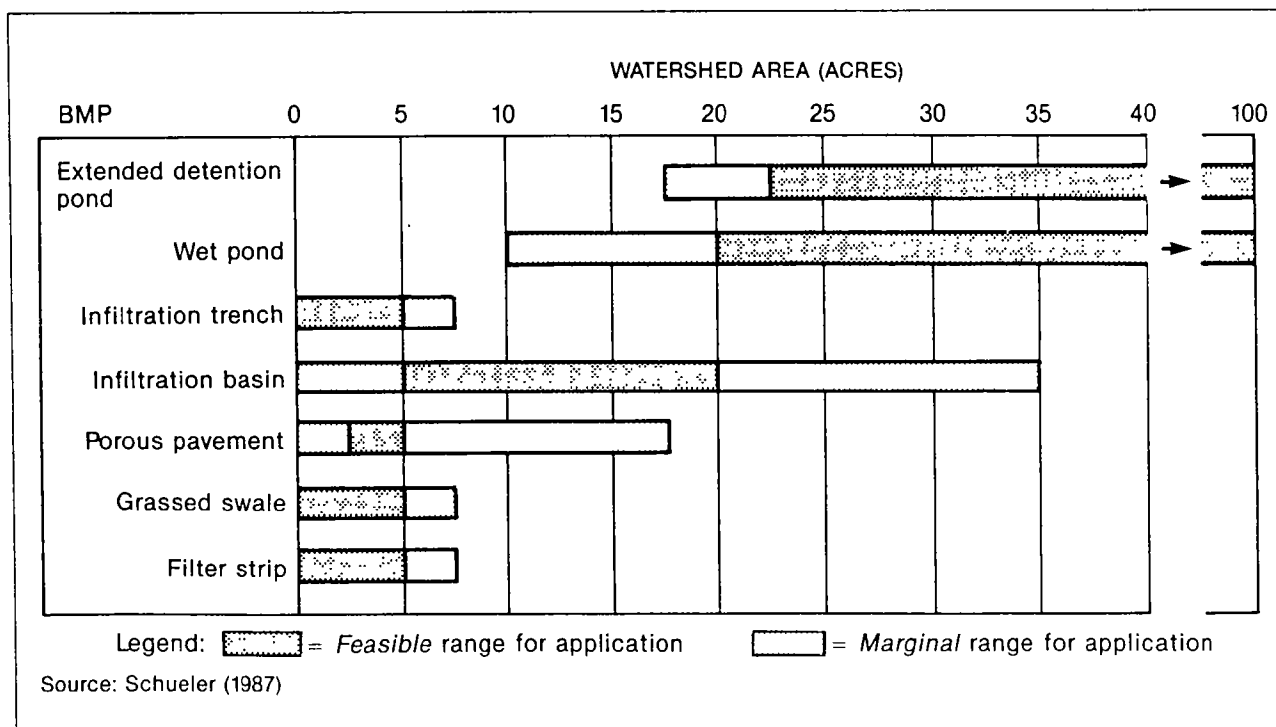 WATERSHED AREA (ACRES)
BMP 0 5 10 15 20 25 30 35 40 100
Extended detention
pond
Wet pond
Infiltration trench
Infiltration basin
Porous pavement
Grassed swale
Filter strip
Legend: = Feasible range for application = Marginal range for application
Source: Schueler (1987)